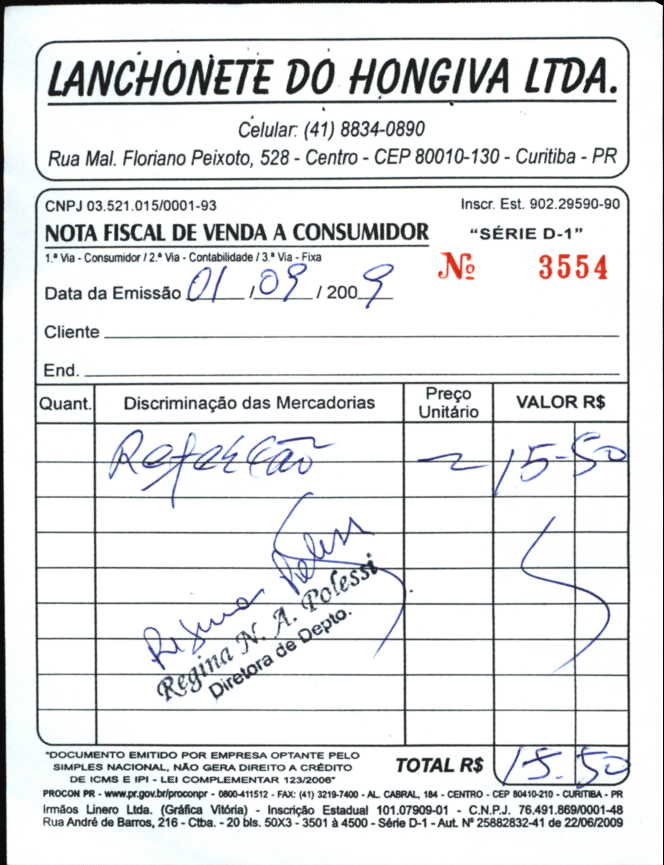 LANCHONETE DO HONGIVA LTDA.
Celular: (41) 8834-0890
Rua Mal. Floriano Peixoto, 528 - Centro - CEP 80010-130 - Curitiba - PR
CNPJ 03.521.015/0001-93 Inscr. Est. 902.29590-90
NOTA FISCAL DE VENDA A CONSUMIDOR "SÉRIE D-1"
1.ª Via - Consumidor / 2.ª Via - Contabilidade / 3.ª Via - Fixa
Nº 3554
Data da Emissão 01 / 09 / 2009
Cliente
End.
Quant. Discriminação das Mercadorias Preço Unitário VALOR R$
Refeição 15-50
Regina Polessi
Regina N. A. Polessi
Diretora de Depto.
"DOCUMENTO EMITIDO POR EMPRESA OPTANTE PELO
SIMPLES NACIONAL, NÃO GERA DIREITO A CRÉDITO
DE ICMS E IPI - LEI COMPLEMENTAR 123/2006"
TOTAL R$ 15.50
PROCON PR - www.pr.gov.br/proconpr - 0800-411512 - FAX: (41) 3219-7400 - AL. CABRAL, 184 - CENTRO - CEP 80410-210 - CURITIBA - PR
Irmãos Linero Ltda. (Gráfica Vitória) - Inscrição Estadual 101.07909-01 - C.N.P.J. 76.491.869/0001-48
Rua André de Barros, 216 - Ctba. - 20 bls. 50X3 - 3501 à 4500 - Série D-1 - Aut. Nº 25882832-41 de 22/06/2009